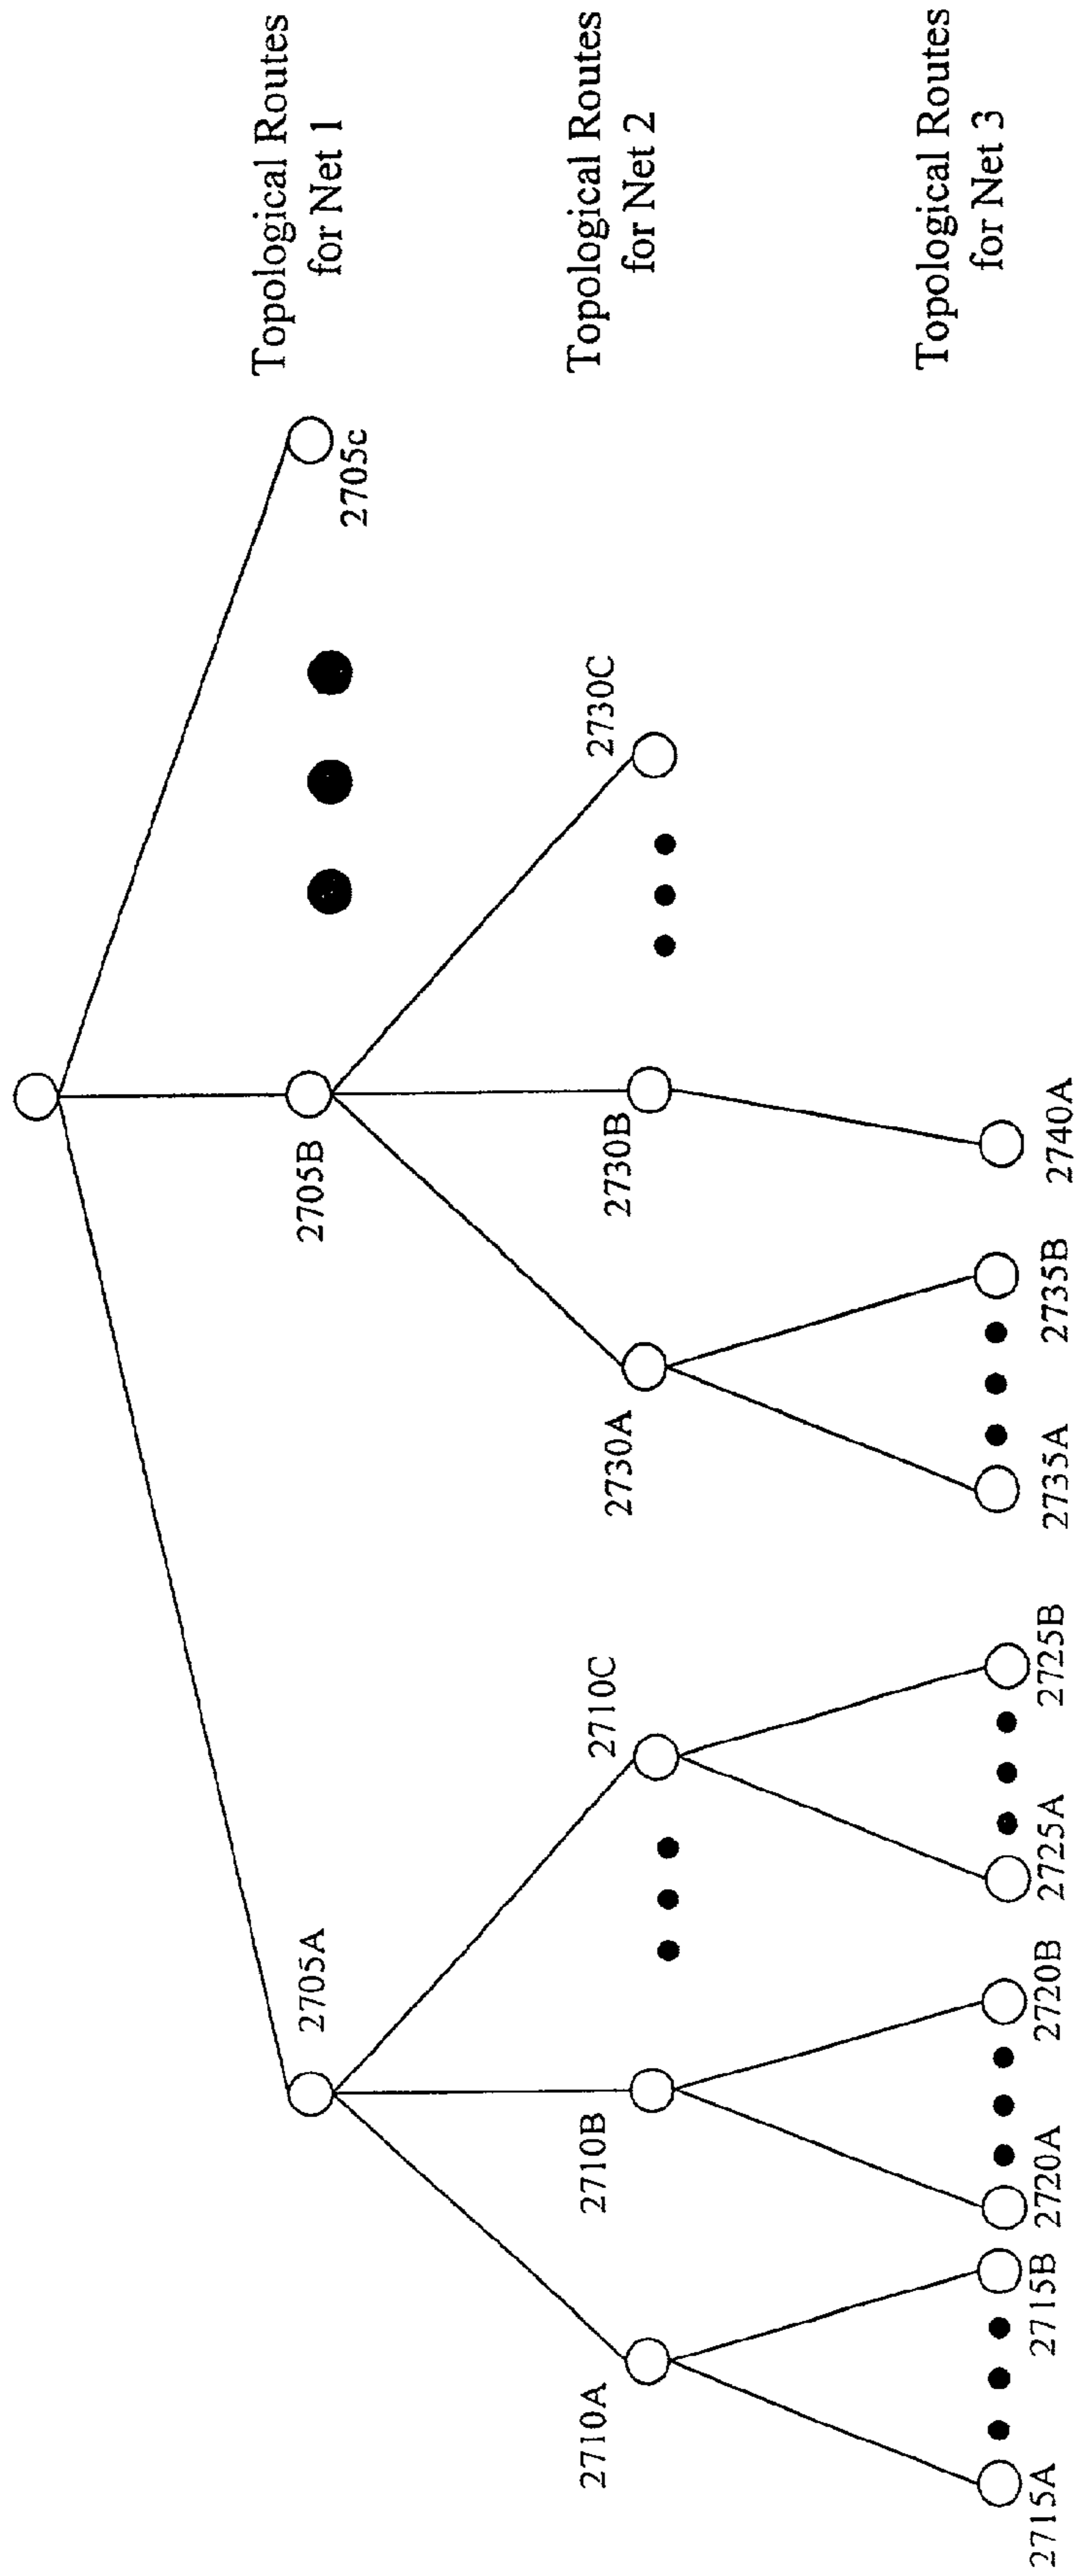 2705A
2705B
2705c
Topological Routes
for Net 1
2710A
2710B
2710C
2730A
2730B
2730C
Topological Routes
for Net 2
2715A
2715B
2720A
2720B
2725A
2725B
2735A
2735B
2740A
Topological Routes
for Net 3